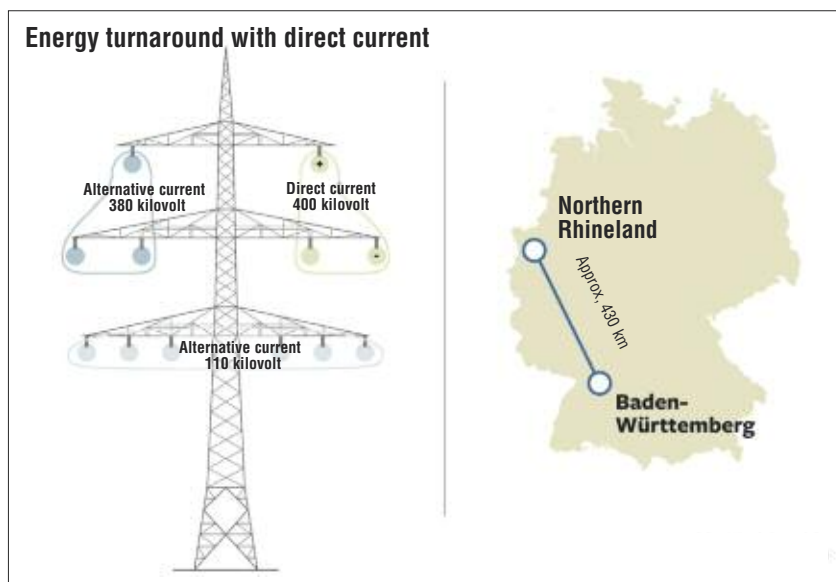 Energy turnaround with direct current
Alternative current
380 kilovolt
+
Direct current
400 kilovolt
-
Alternative current
110 kilovolt
Northern
Rhineland
Approx, 430 km
Baden-
Württemberg